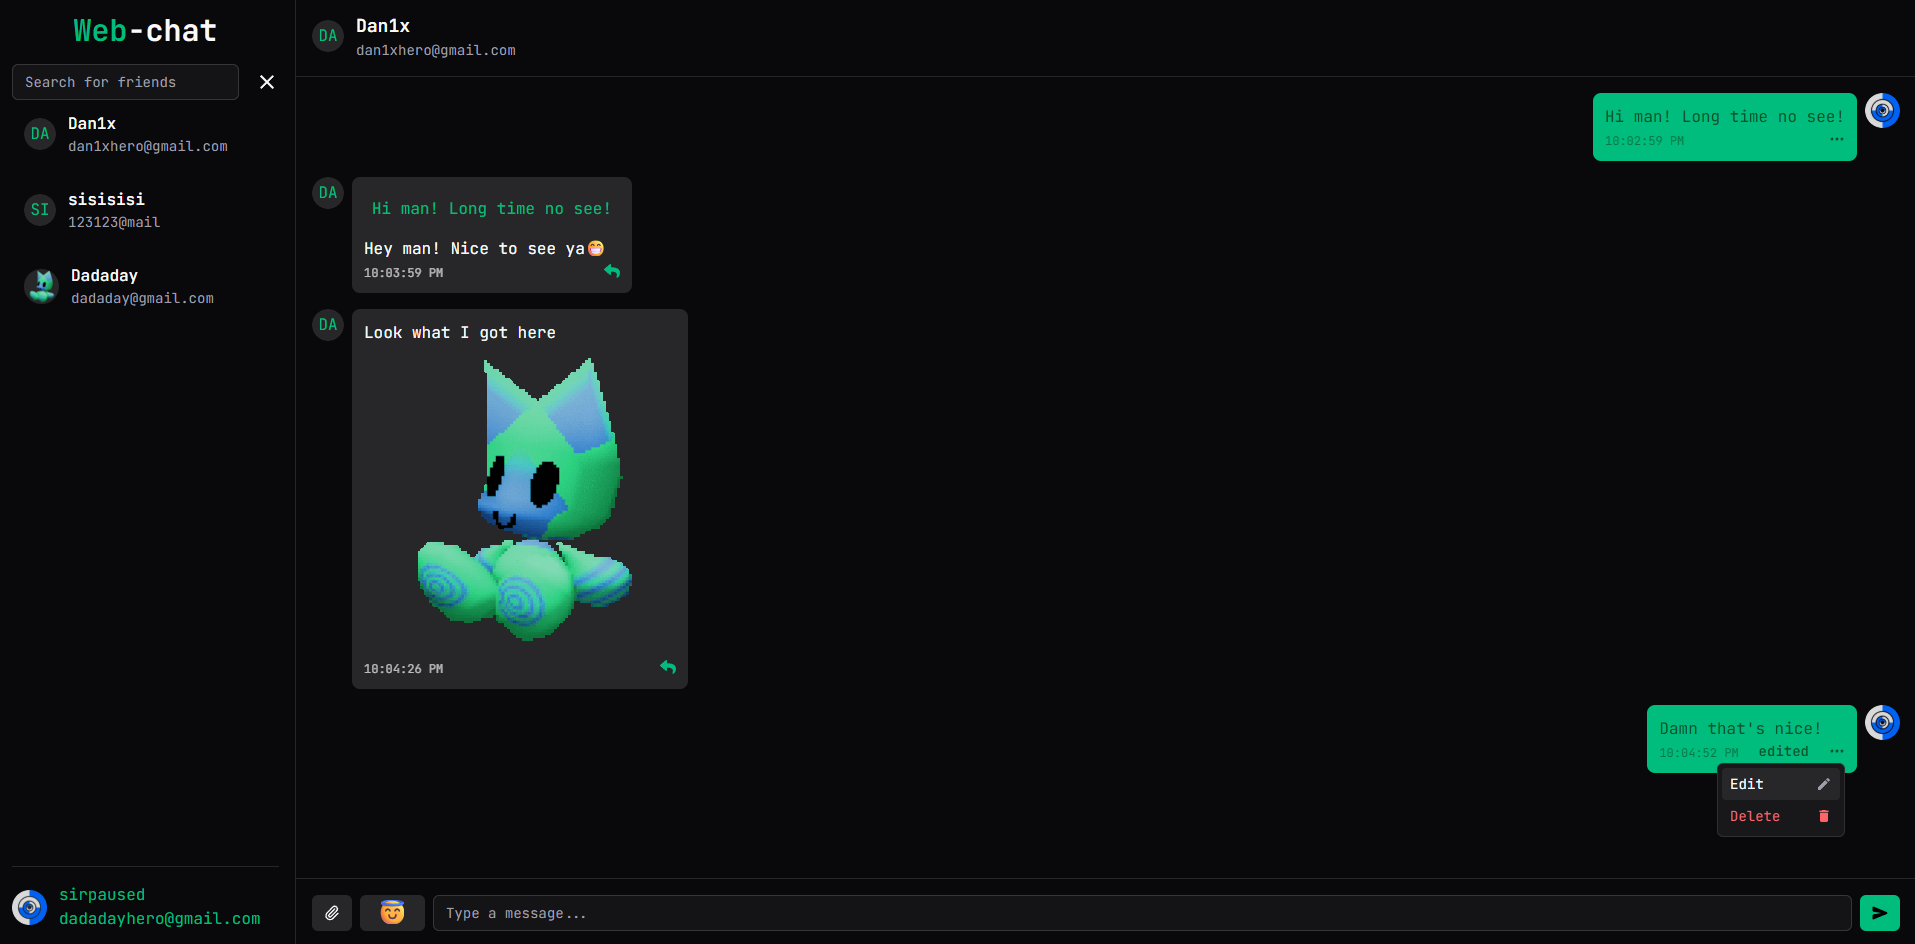 Web-chat
Search for friends
DA
Dan1x
dan1xhero@gmail.com
SI
sisisisi
123123@mail
Dadaday
dadaday@gmail.com
sirpaused
dadadayhero@gmail.com
DA
Dan1x
dan1xhero@gmail.com
Hi man! Long time no see!
10:02:59 PM
DA
Hi man! Long time no see!
Hey man! Nice to see ya😁
10:03:59 PM
DA
Look what I got here
10:04:26 PM
Damn that's nice!
10:04:52 PM edited
Edit
Delete
Type a message...